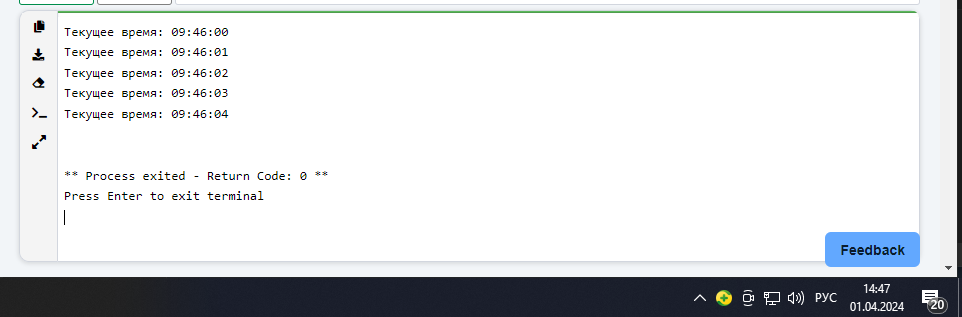 Текущее время: 09:46:00
Текущее время: 09:46:01
Текущее время: 09:46:02
Текущее время: 09:46:03
Текущее время: 09:46:04
** Process exited - Return Code: 0 **
Press Enter to exit terminal
Feedback
РУС
14:47
01.04.2024
20